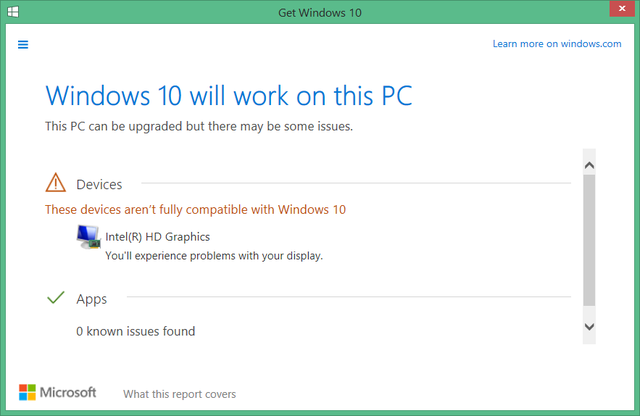 Get Windows 10
Learn more on windows.com
Windows 10 will work on this PC
This PC can be upgraded but there may be some issues.
Devices
These devices aren't fully compatible with Windows 10
Intel(R) HD Graphics
You'll experience problems with your display.
Apps
0 known issues found
Microsoft
What this report covers